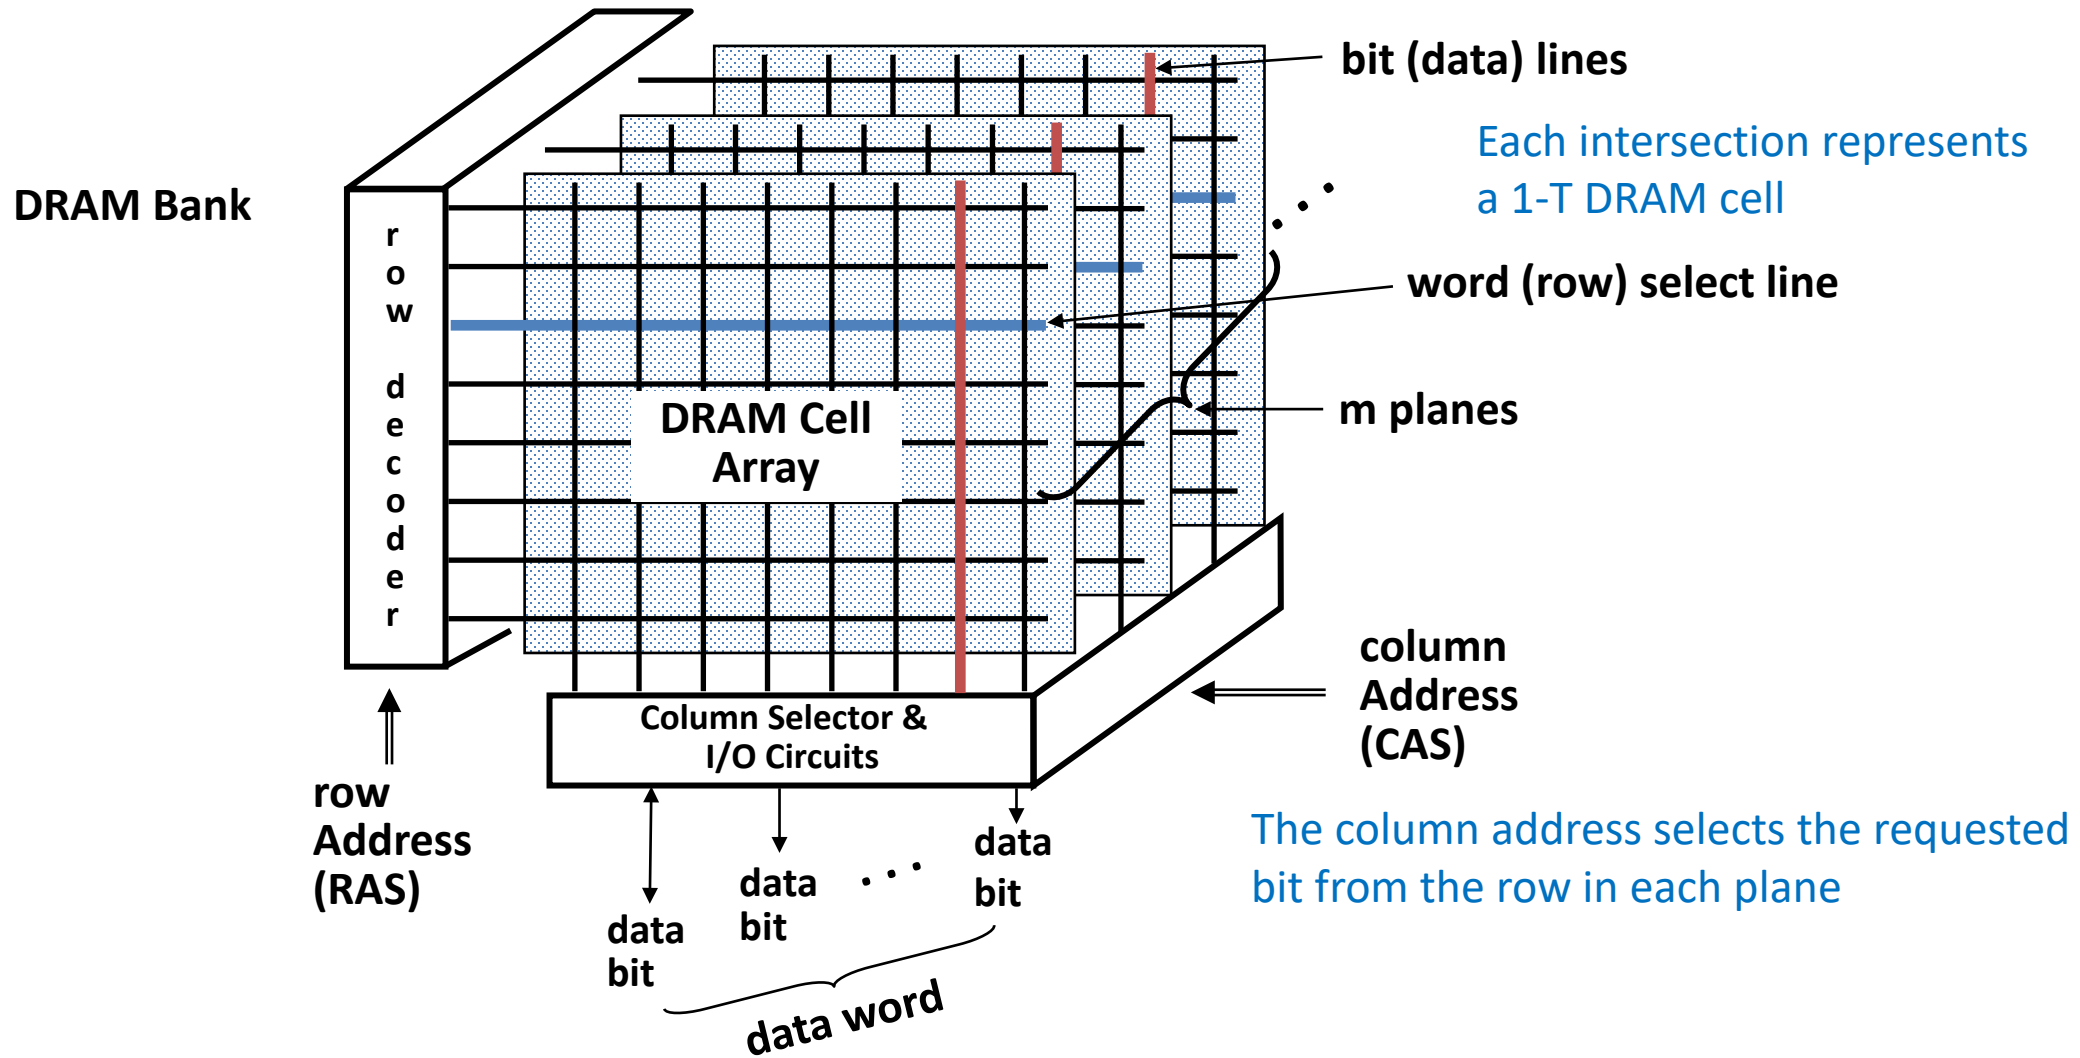 bit (data) lines
Each intersection represents
a 1-T DRAM cell
DRAM Bank
row decoder
word (row) select line
m planes
DRAM Cell
Array
column
Address
(CAS)
Column Selector &
I/O Circuits
row
Address
(RAS)
The column address selects the requested
bit from the row in each plane
data
bit
data
bit
. . .
data
bit
data word